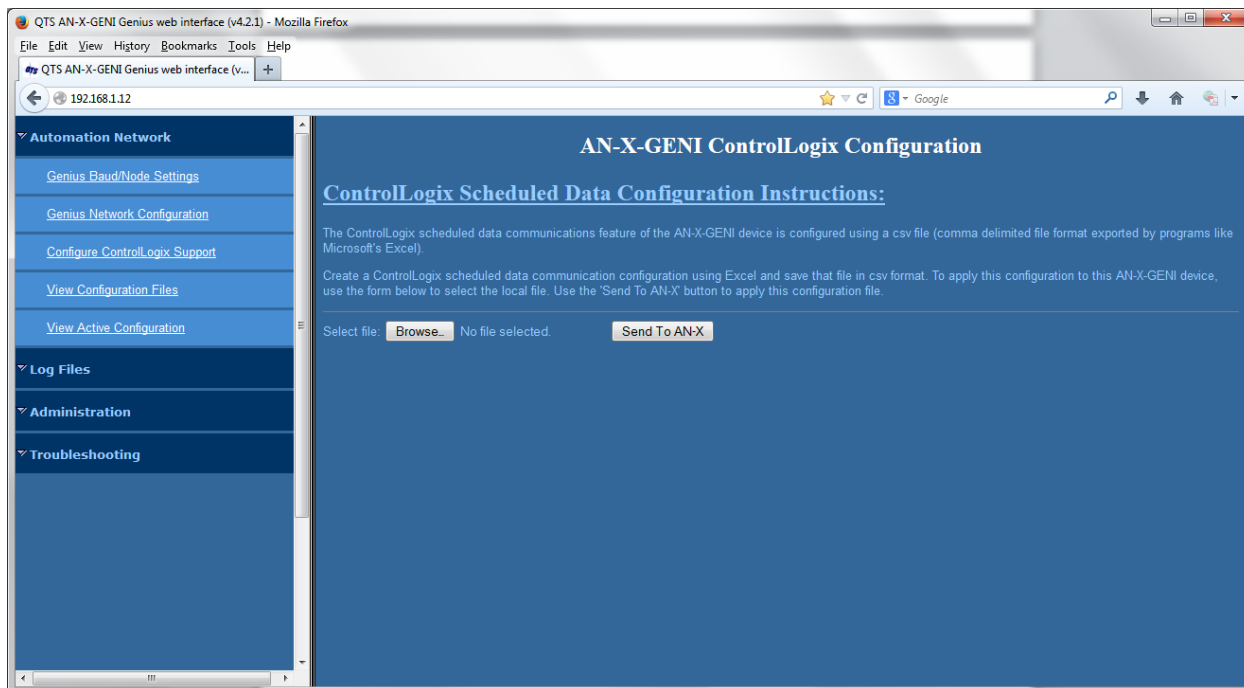 QTS AN-X-GENI Genius web interface (v4.2.1) - Mozilla Firefox
File Edit View History Bookmarks Tools Help
QTS AN-X-GENI Genius web interface (v...
192.168.1.12
Google
Automation Network
Genius Baud/Node Settings
Genius Network Configuration
Configure ControlLogix Support
View Configuration Files
View Active Configuration
Log Files
Administration
Troubleshooting
AN-X-GENI ControlLogix Configuration
ControlLogix Scheduled Data Configuration Instructions:
The ControlLogix scheduled data communications feature of the AN-X-GENI device is configured using a csv file (comma delimited file format exported by programs like
Microsoft's Excel).
Create a ControlLogix scheduled data communication configuration using Excel and save that file in csv format. To apply this configuration to this AN-X-GENI device,
use the form below to select the local file. Use the 'Send To AN-X' button to apply this configuration file.
Select file: Browse... No file selected. Send To AN-X